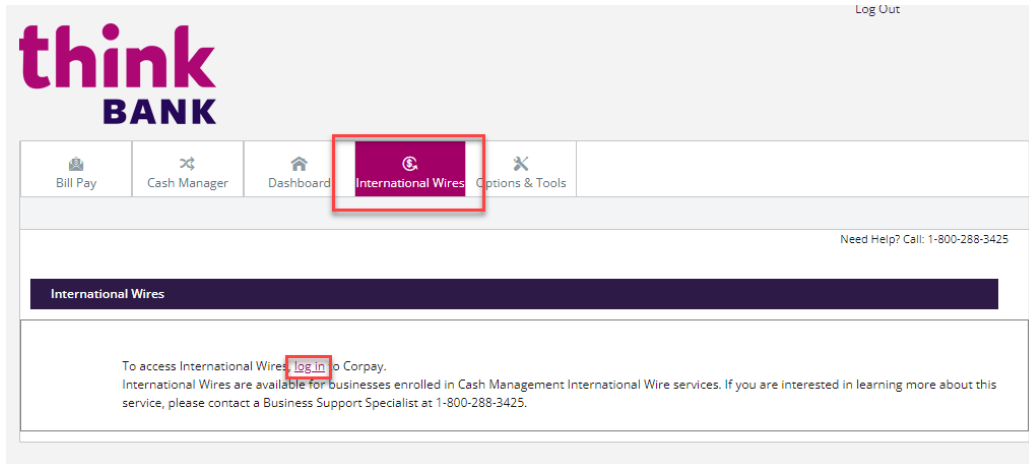 Log Out
think
BANK
Bill Pay
Cash Manager
Dashboard
International Wires
Options & Tools
Need Help? Call: 1-800-288-3425
International Wires
To access International Wires, log in to Corpay.
International Wires are available for businesses enrolled in Cash Management International Wire services. If you are interested in learning more about this
service, please contact a Business Support Specialist at 1-800-288-3425.